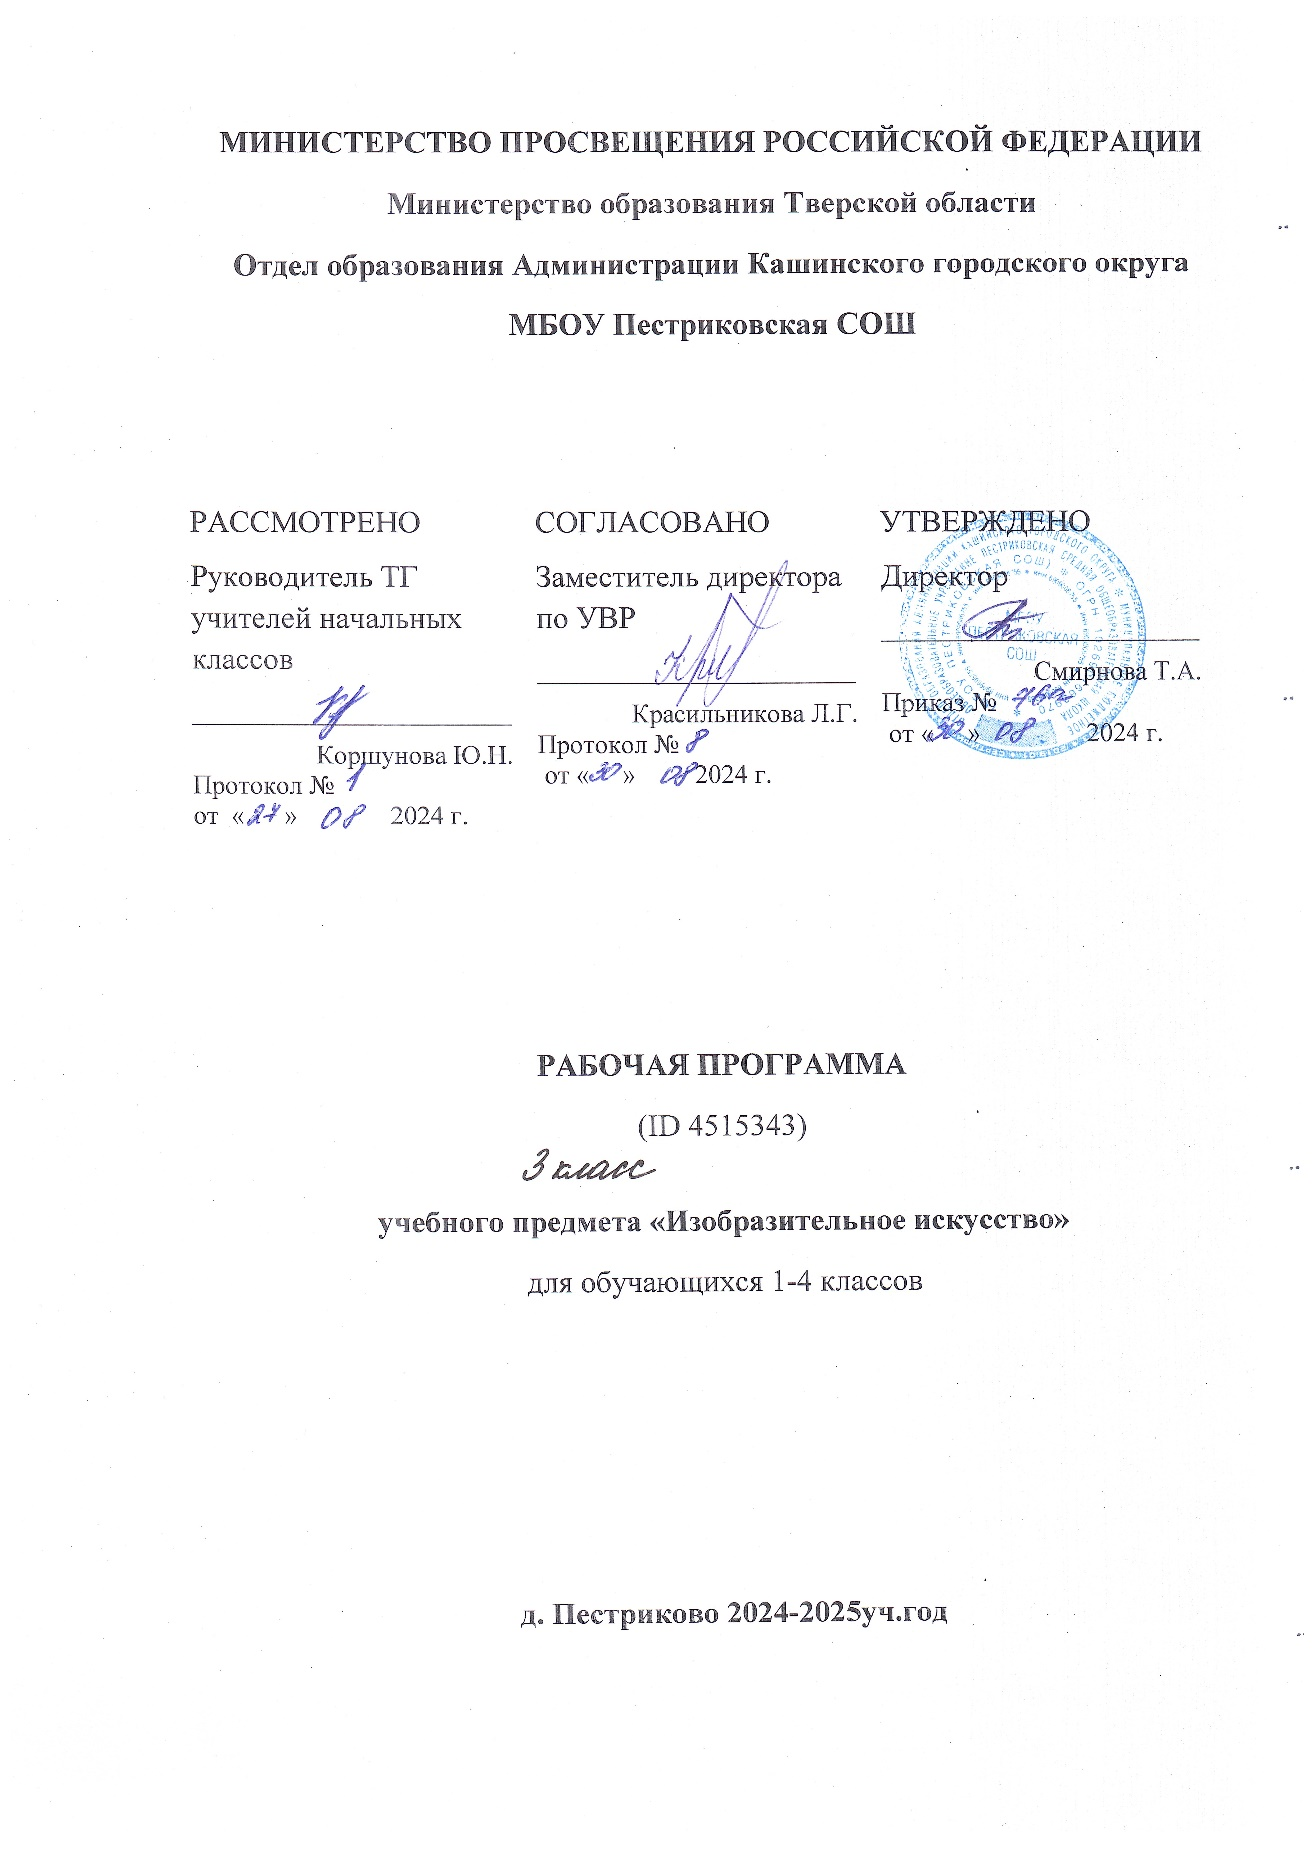 МИНИСТЕРСТВО ПРОСВЕЩЕНИЯ РОССИЙСКОЙ ФЕДЕРАЦИИ
Министерство образования Тверской области
Отдел образования Администрации Кашинского городского округа
МБОУ Пестриковская СОШ
РАССМОТРЕНО
Руководитель ТГ
учителей начальных
классов
Коршунова Ю.Н.
Протокол № 1
от «27» 08 2024 г.
СОГЛАСОВАНО
Заместитель директора
по УВР
Красильникова Л.Г.
Протокол № 8
от «30» 08 2024 г.
УТВЕРЖДЕНО
Директор
Смирнова Т.А.
Приказ №
от «30» 08 2024 г.
РАБОЧАЯ ПРОГРАММА
(ID 4515343)
3 класс
учебного предмета «Изобразительное искусство»
для обучающихся 1-4 классов
д. Пестриково 2024-2025уч.год